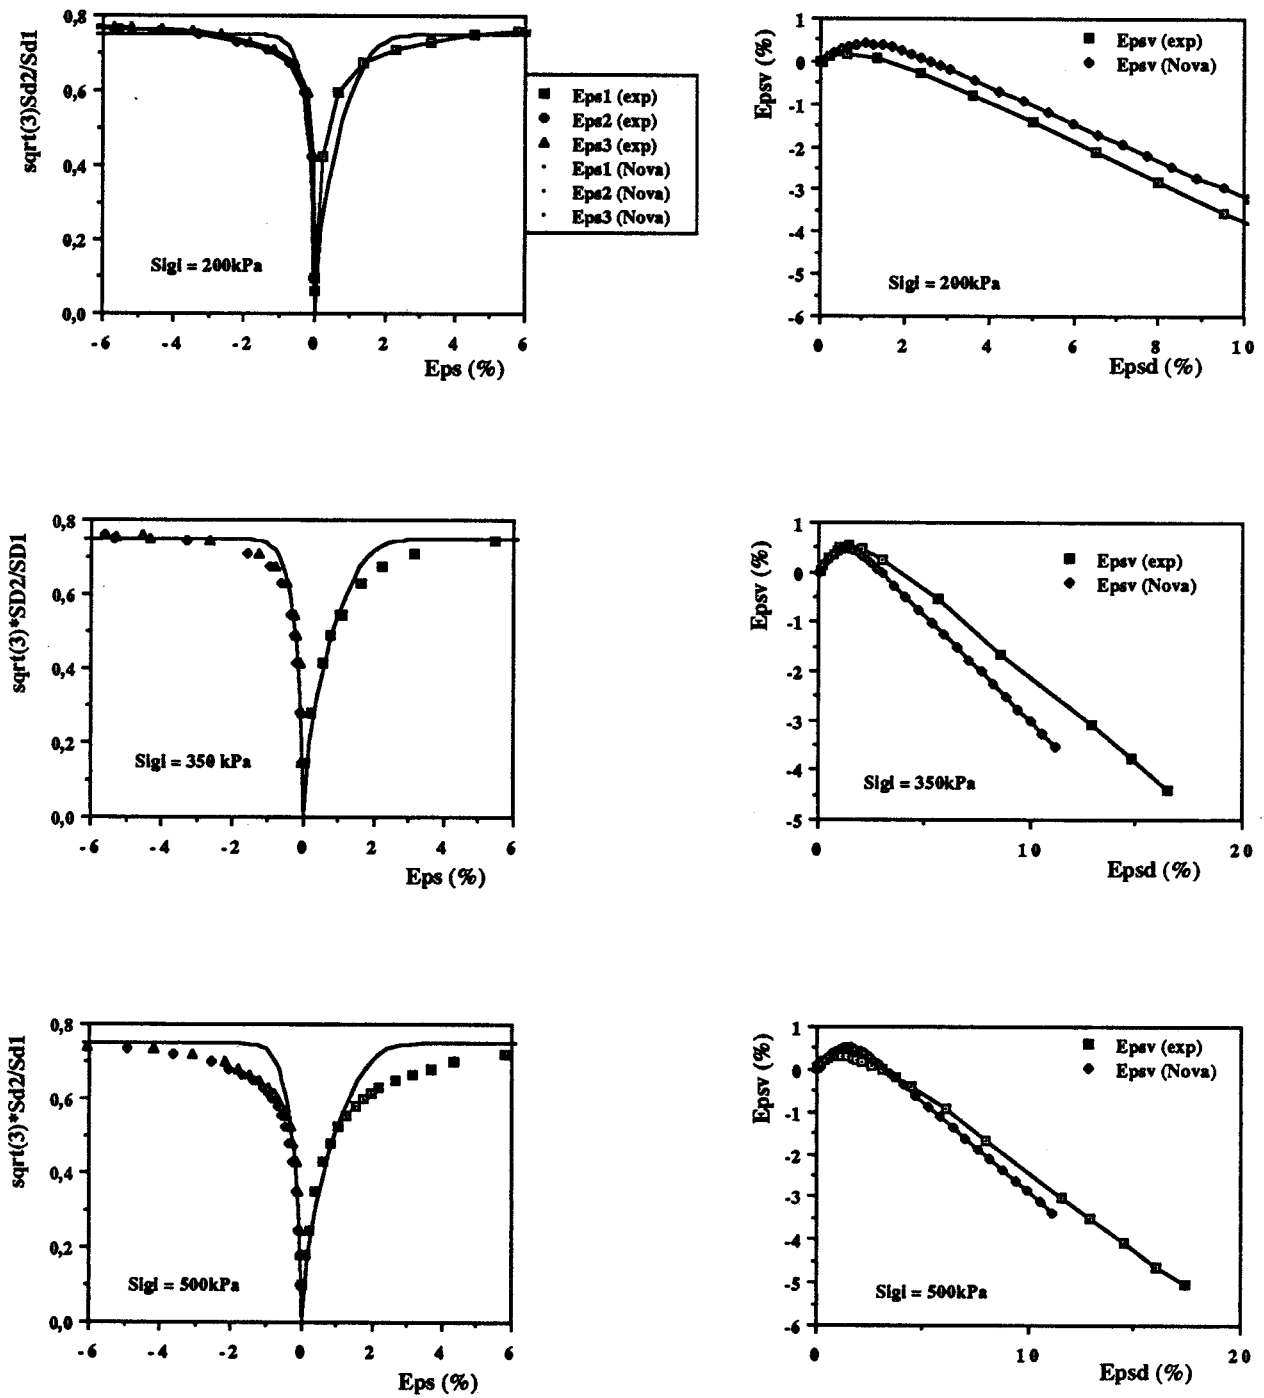 sqrt(3)Sd2/Sd1
0,8
0,6
0,4
0,2
0,0
-6 -4 -2 0 2 4 6
Eps (%)
Sigi = 200kPa
Eps1 (exp)
Eps2 (exp)
Eps3 (exp)
Eps1 (Nova)
Eps2 (Nova)
Eps3 (Nova)
Epsv (%)
1
0
-1
-2
-3
-4
-5
-6
0 2 4 6 8 10
Epsd (%)
Epsv (exp)
Epsv (Nova)
Sigi = 200kPa
sqrt(3)*SD2/SD1
0,8
0,6
0,4
0,2
0,0
-6 -4 -2 0 2 4 6
Eps (%)
Sigi = 350 kPa
Epsv (%)
1
0
-1
-2
-3
-4
-5
0 10 20
Epsd (%)
Epsv (exp)
Epsv (Nova)
Sigi = 350kPa
sqrt(3)*Sd2/Sd1
0,8
0,6
0,4
0,2
0,0
-6 -4 -2 0 2 4 6
Eps (%)
Sigi = 500kPa
Epsv (%)
1
0
-1
-2
-3
-4
-5
-6
0 10 20
Epsd (%)
Epsv (exp)
Epsv (Nova)
Sigi = 500kPa